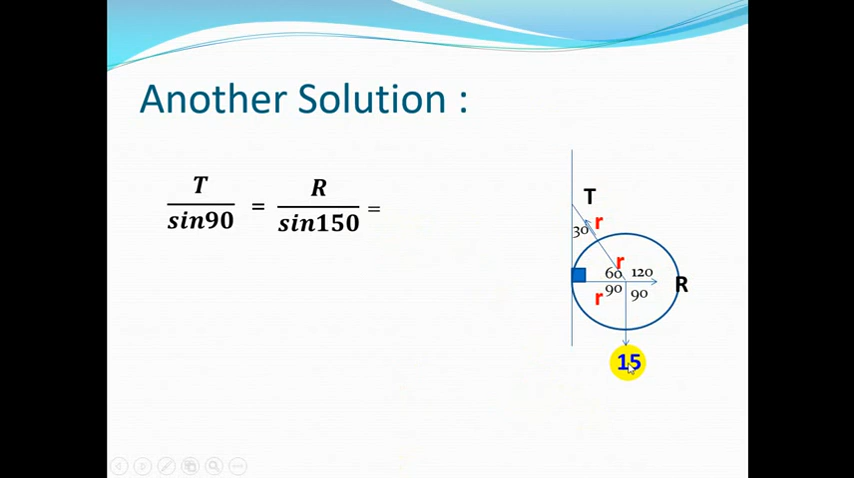 Another Solution :
T/sin90 = R/sin150 =
T
r
30
r
60 120
R
r 90 90
15